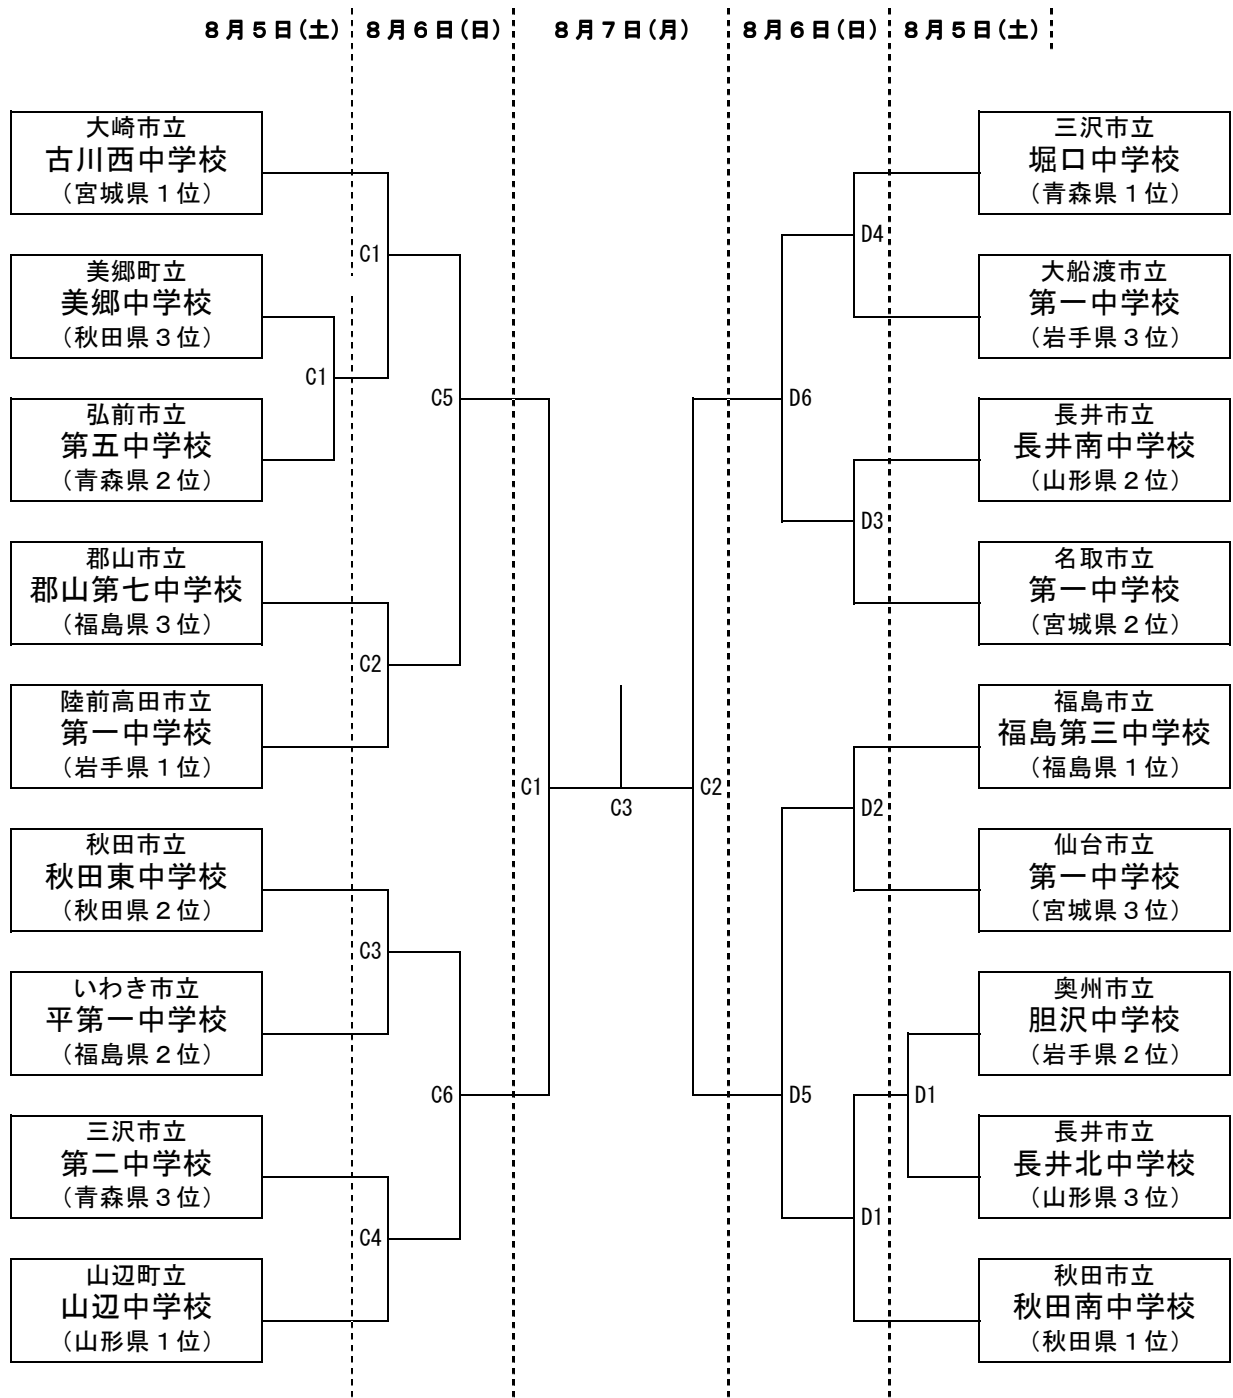 ８月５日(土) ８月６日(日) ８月７日(月) ８月６日(日) ８月５日(土)
大崎市立
古川西中学校
（宮城県１位）
美郷町立
美郷中学校
（秋田県３位）
弘前市立
第五中学校
（青森県２位）
郡山市立
郡山第七中学校
（福島県３位）
陸前高田市立
第一中学校
（岩手県１位）
秋田市立
秋田東中学校
（秋田県２位）
いわき市立
平第一中学校
（福島県２位）
三沢市立
第二中学校
（青森県３位）
山辺町立
山辺中学校
（山形県１位）
C1
C1
C5
C2
C3
C6
C4
C1
C3
C2
D4
D6
D3
D2
D5
D1
D1
三沢市立
堀口中学校
（青森県１位）
大船渡市立
第一中学校
（岩手県３位）
長井市立
長井南中学校
（山形県２位）
名取市立
第一中学校
（宮城県２位）
福島市立
福島第三中学校
（福島県１位）
仙台市立
第一中学校
（宮城県３位）
奥州市立
胆沢中学校
（岩手県２位）
長井市立
長井北中学校
（山形県３位）
秋田市立
秋田南中学校
（秋田県１位）